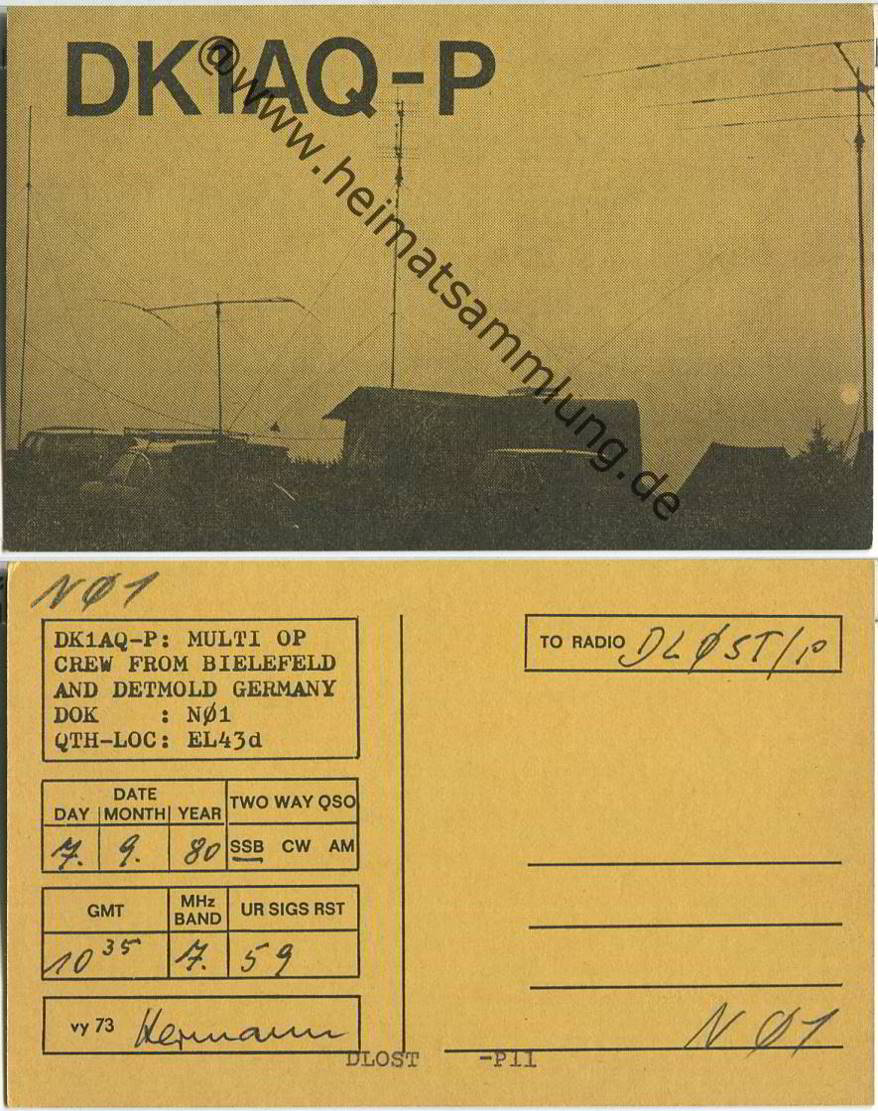 DK1AQ-P
@www.heimatsammlung.de
NØ1
DK1AQ-P: MULTI OP
CREW FROM BIELEFELD
AND DETMOLD GERMANY
DOK : NØ1
QTH-LOC: EL43d
TO RADIO DLØST/p
DATE
DAY MONTH YEAR
TWO WAY QSO
7. 9. 80
SSB CW AM
GMT
MHz BAND
UR SIGS RST
10 35
7.
59
vy 73 Hermann
NØ1
DLOST -P11